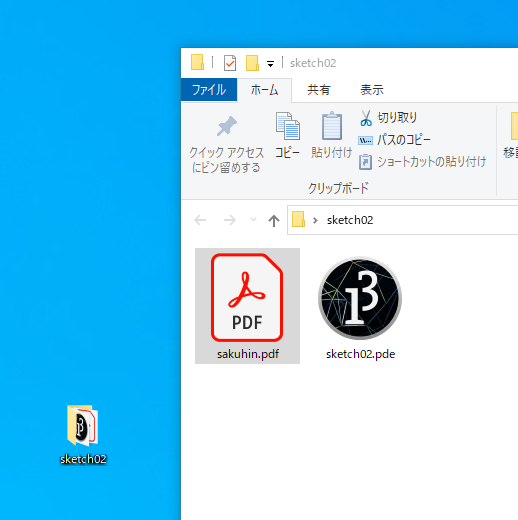 sketch02
ファイル ホーム 共有 表示
クイック アクセス
にピン留めする
コピー
貼り付け
切り取り
パスのコピー
ショートカットの貼り付け
クリップボード
sketch02
PDF
sakuhin.pdf
sketch02.pde
sketch02